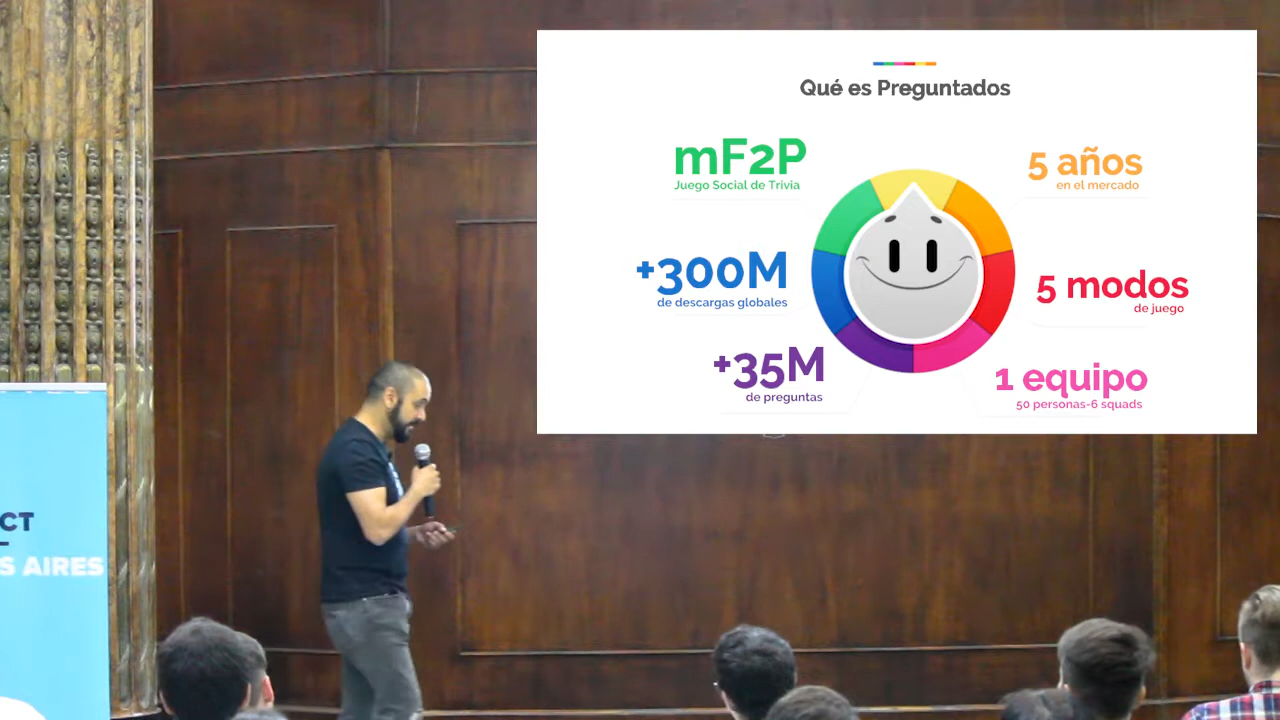 Qué es Preguntados
mF2P
Juego Social de Trivia
5 años
en el mercado
+300M
de descargas globales
5 modos
de juego
+35M
de preguntas
1 equipo
50 personas-6 squads
CT
S AIRES